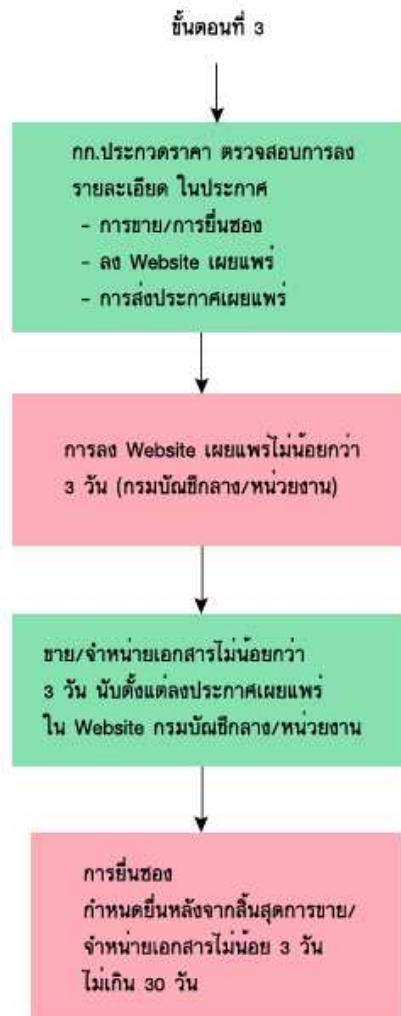 ขั้นตอนที่ 3
กก.ประกวดราคา ตรวจสอบการลง
รายละเอียด ในประกาศ
- การขาย/การยื่นซอง
- ลง Website เผยแพร่
- การส่งประกาศเผยแพร่
การลง Website เผยแพร่ไม่น้อยกว่า
3 วัน (กรมบัญชีกลาง/หน่วยงาน)
ขาย/จำหน่ายเอกสารไม่น้อยกว่า
3 วัน นับตั้งแต่ลงประกาศเผยแพร่
ใน Website กรมบัญชีกลาง/หน่วยงาน
การยื่นซอง
กำหนดยื่นหลังจากสิ้นสุดการขาย/
จำหน่ายเอกสารไม่น้อย 3 วัน
ไม่เกิน 30 วัน